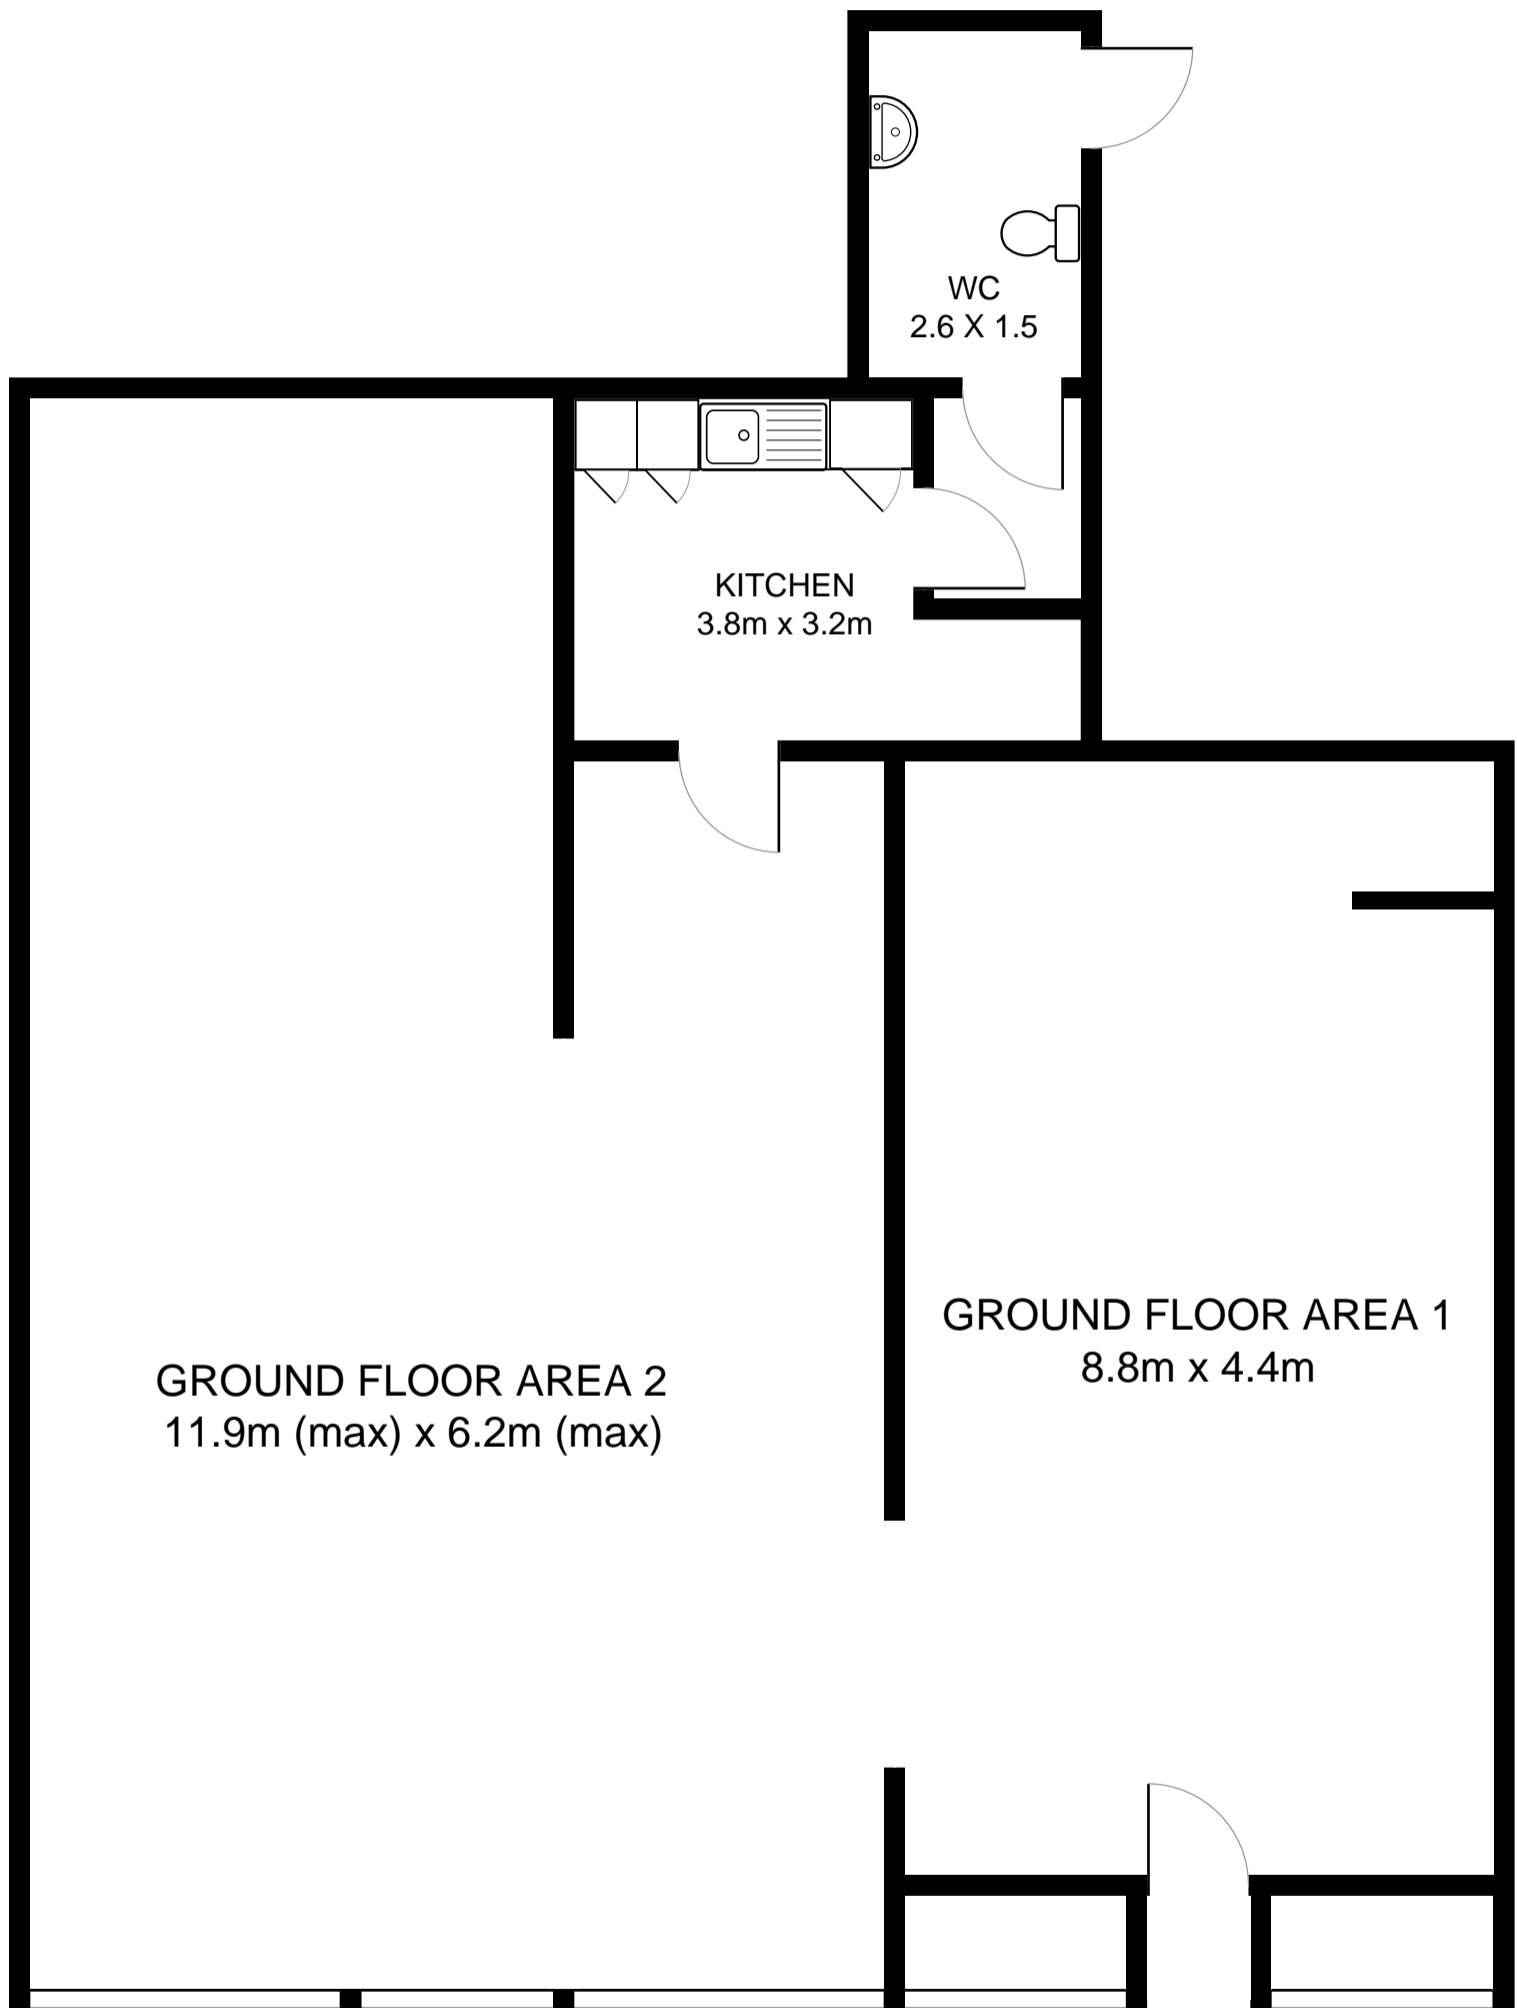 WC
2.6 X 1.5
KITCHEN
3.8m x 3.2m
GROUND FLOOR AREA 1
8.8m x 4.4m
GROUND FLOOR AREA 2
11.9m (max) x 6.2m (max)